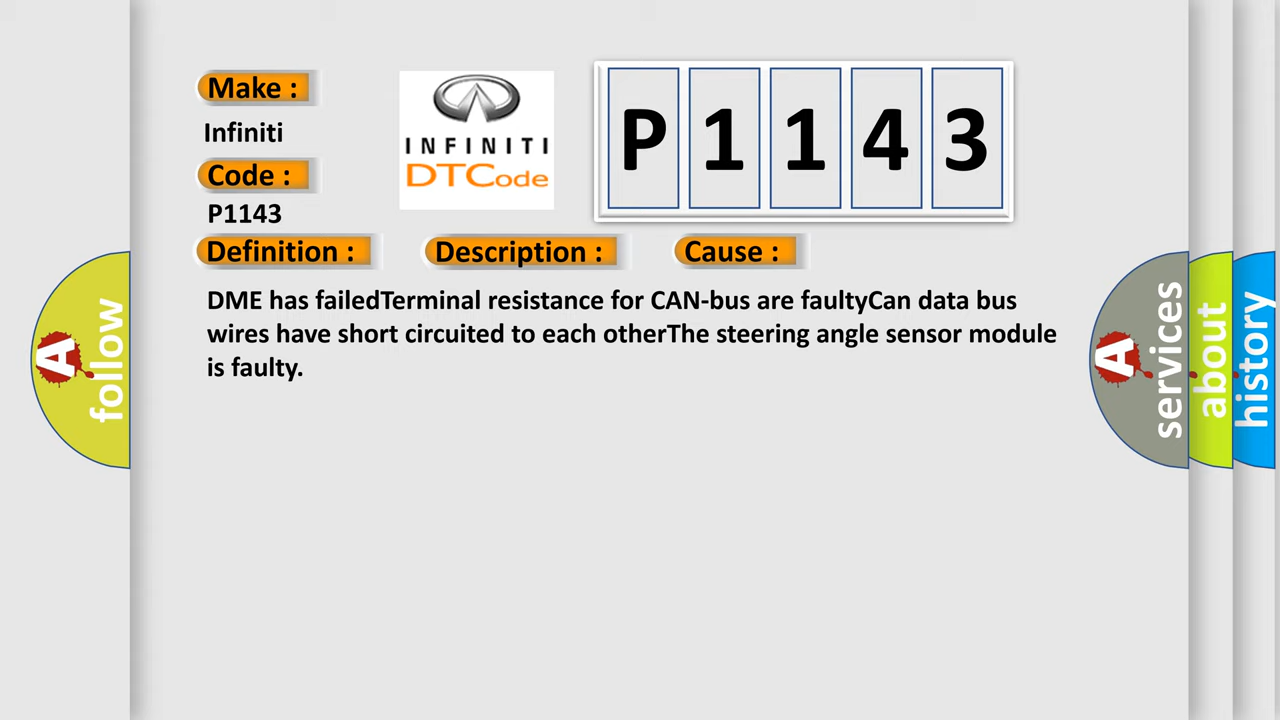 Make :
Infiniti
Code :
P1143
INFINITI
DTCode
P 1 1 4 3
Definition :
Description :
Cause :
DME has failedTerminal resistance for CAN-bus are faultyCan data bus
wires have short circuited to each otherThe steering angle sensor module
is faulty.
A
follow
A
services
about
history